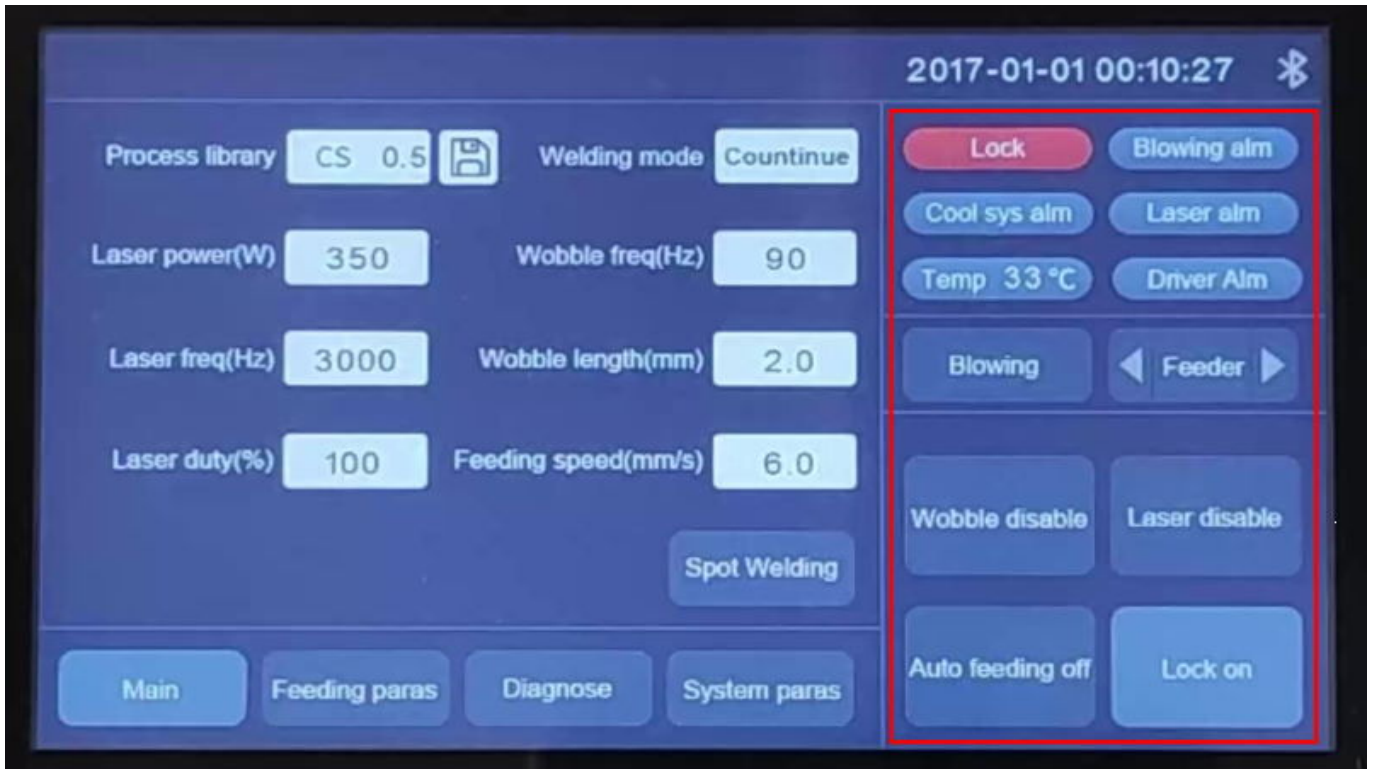 2017-01-01 00:10:27
Process library CS 0.5 Welding mode Countinue
Laser power(W) 350 Wobble freq(Hz) 90
Laser freq(Hz) 3000 Wobble length(mm) 2.0
Laser duty(%) 100 Feeding speed(mm/s) 6.0
Spot Welding
Main Feeding paras Diagnose System paras
Lock Blowing alm
Cool sys alm Laser alm
Temp 33℃ Driver Alm
Blowing Feeder
Wobble disable Laser disable
Auto feeding off Lock on